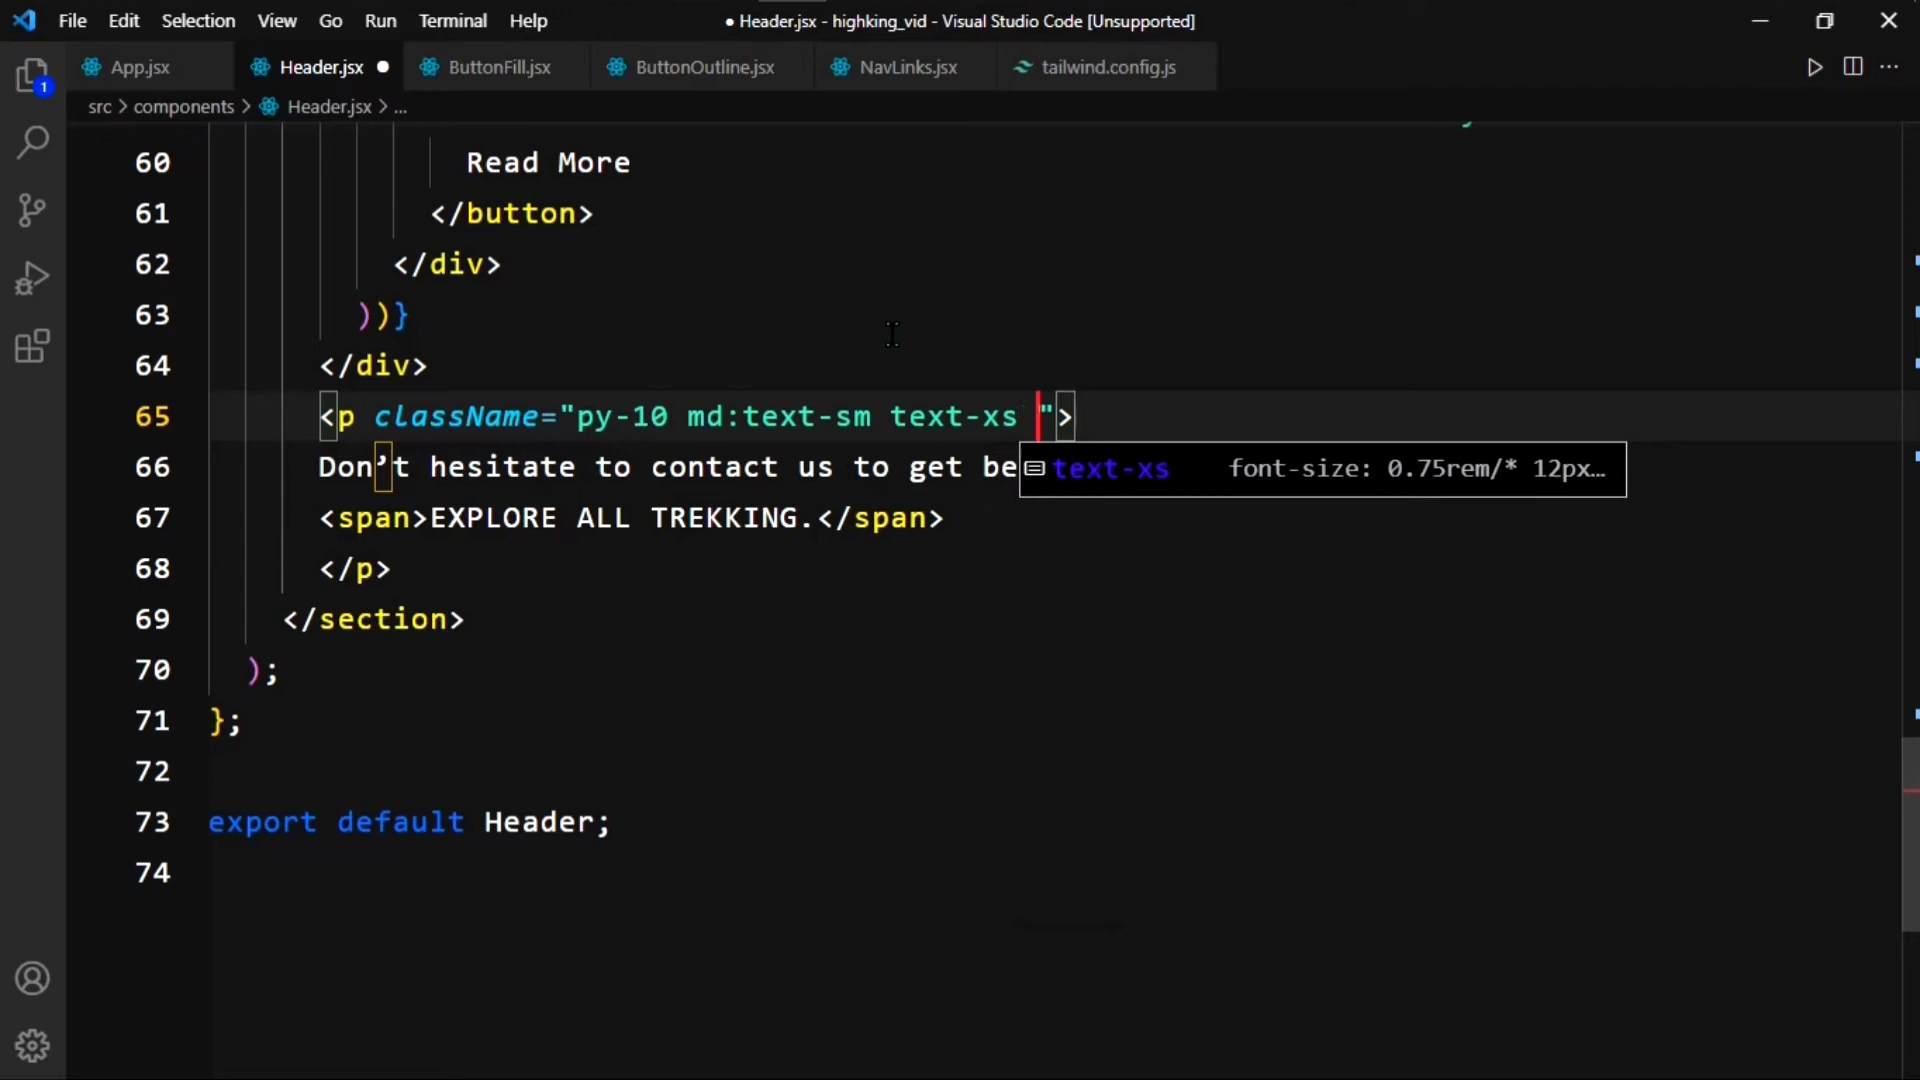 File Edit Selection View Go Run Terminal Help ● Header.jsx - highking_vid - Visual Studio Code [Unsupported]
App.jsx Header.jsx ButtonFill.jsx ButtonOutline.jsx NavLinks.jsx tailwind.config.js
1
src > components > Header.jsx > ...
60 Read More
61 </button>
62 </div>
63 ))}
64 </div>
65 <p className="py-10 md:text-sm text-xs ">
66 Don’t hesitate to contact us to get be
text-xs font-size: 0.75rem/* 12px…
67 <span>EXPLORE ALL TREKKING.</span>
68 </p>
69 </section>
70 );
71 };
72
73 export default Header;
74